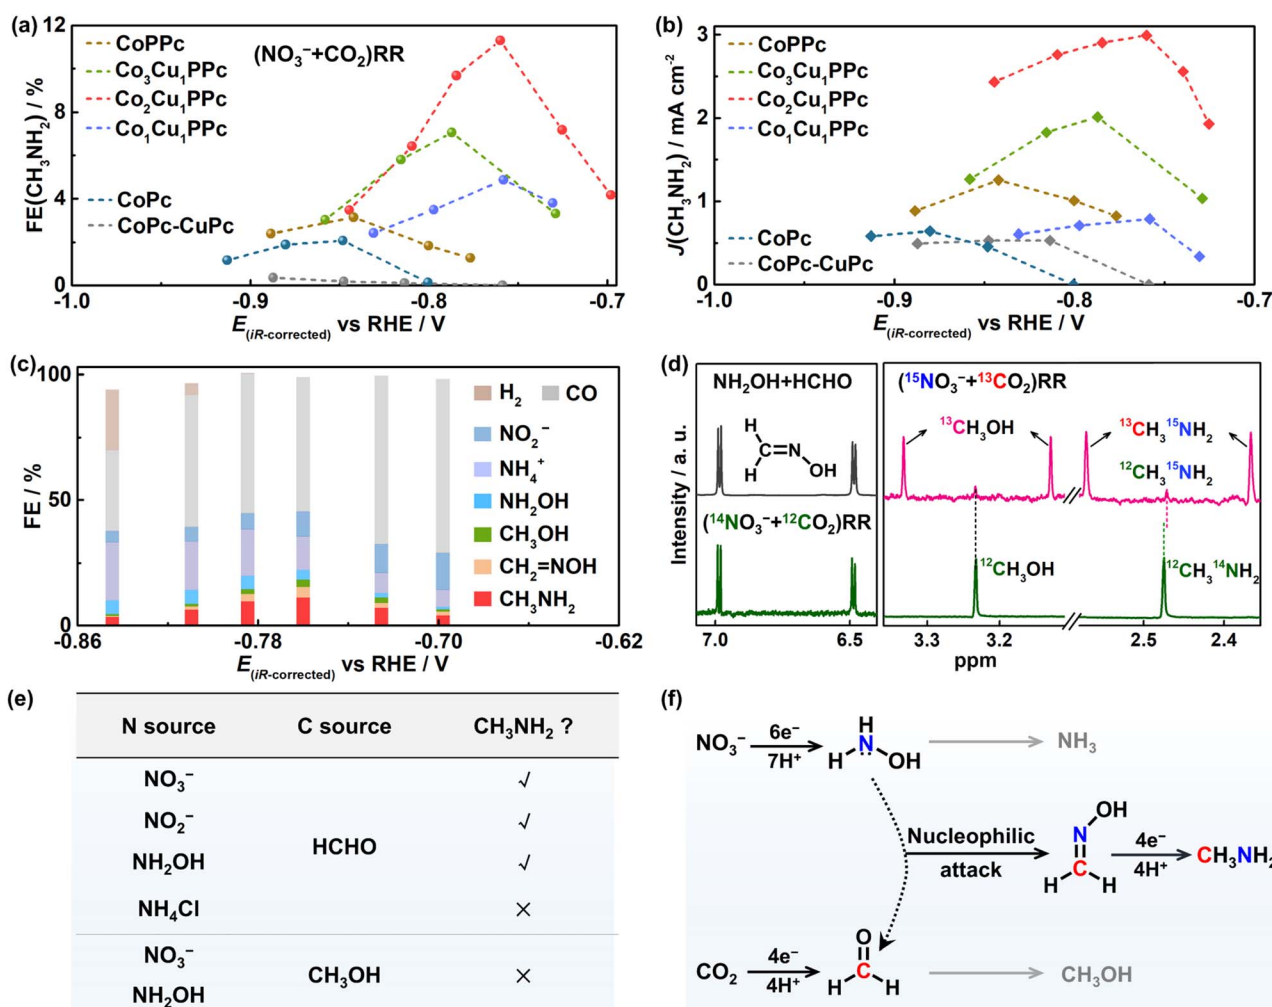 (a)
12
8
4
0
FE(CH₃NH₂) / %
CoPPc
Co₃Cu₁PPc
Co₂Cu₁PPc
Co₁Cu₁PPc
CoPc
CoPc-CuPc
(NO₃⁻+CO₂)RR
-1.0 -0.9 -0.8 -0.7
E(iR-corrected) vs RHE / V
(b)
3
2
1
0
J(CH₃NH₂) / mA cm⁻²
CoPPc
Co₃Cu₁PPc
Co₂Cu₁PPc
Co₁Cu₁PPc
CoPc
CoPc-CuPc
-1.0 -0.9 -0.8 -0.7
E(iR-corrected) vs RHE / V
(c)
100
50
0
FE / %
H₂ CO
NO₂⁻
NH₄⁺
NH₂OH
CH₃OH
CH₂=NOH
CH₃NH₂
-0.86 -0.78 -0.70 -0.62
E(iR-corrected) vs RHE / V
(d)
Intensity / a. u.
NH₂OH+HCHO
H
C
H
N
OH
(¹⁴NO₃⁻+¹²CO₂)RR
(¹⁵NO₃⁻+¹³CO₂)RR
¹³CH₃OH
¹³CH₃¹⁵NH₂
¹²CH₃¹⁵NH₂
¹²CH₃OH
¹²CH₃¹⁴NH₂
7.0 6.5 3.3 3.2 2.5 2.4
ppm
(e)
N source C source CH₃NH₂ ?
NO₃⁻ √
NO₂⁻ √
HCHO
NH₂OH √
NH₄Cl ×
NO₃⁻
CH₃OH ×
NH₂OH
(f)
NO₃⁻ 6e⁻
7H⁺
H
H N OH
NH₃
Nucleophilic
attack
OH
N
C
H H
4e⁻
4H⁺
CH₃NH₂
CO₂ 4e⁻
4H⁺
O
C
H H
CH₃OH